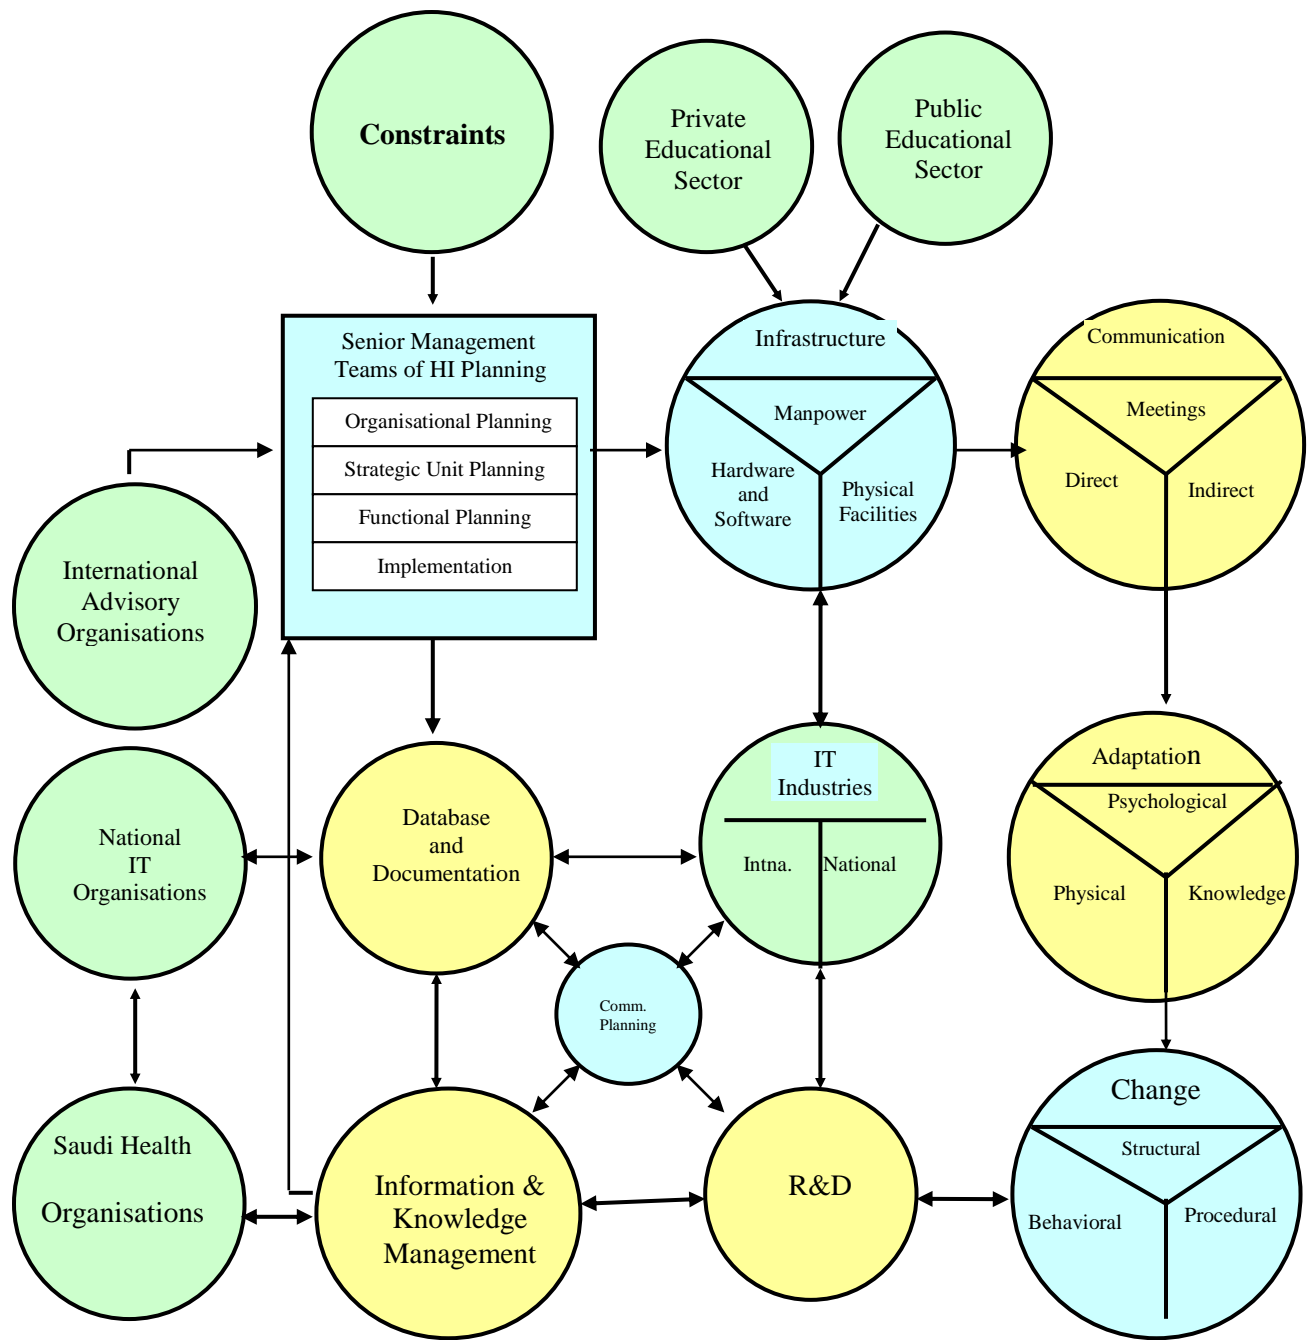 Constraints
Private
Educational
Sector
Public
Educational
Sector
Senior Management
Teams of HI Planning
Organisational Planning
Strategic Unit Planning
Functional Planning
Implementation
Infrastructure
Manpower
Hardware
and
Software
Physical
Facilities
Communication
Meetings
Direct
Indirect
International
Advisory
Organisations
National
IT
Organisations
Database
and
Documentation
IT
Industries
Intna.
National
Adaptation
Psychological
Physical
Knowledge
Comm.
Planning
Saudi Health
Organisations
Information &
Knowledge
Management
R&D
Change
Structural
Behavioral
Procedural